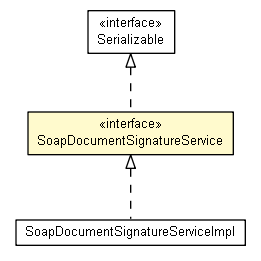 «interface»
Serializable
«interface»
SoapDocumentSignatureService
SoapDocumentSignatureServiceImpl